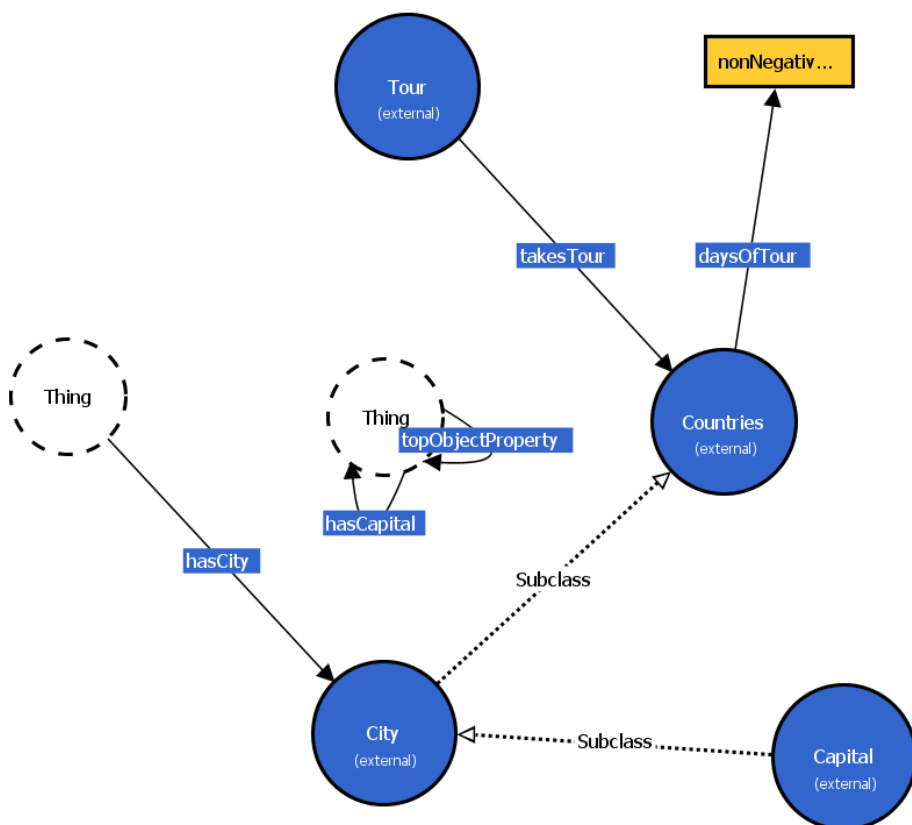 Tour
(external)
nonNegativ...
takesTour
daysOfTour
Thing
Thing
topObjectProperty
hasCapital
Countries
(external)
hasCity
Subclass
City
(external)
Subclass
Capital
(external)